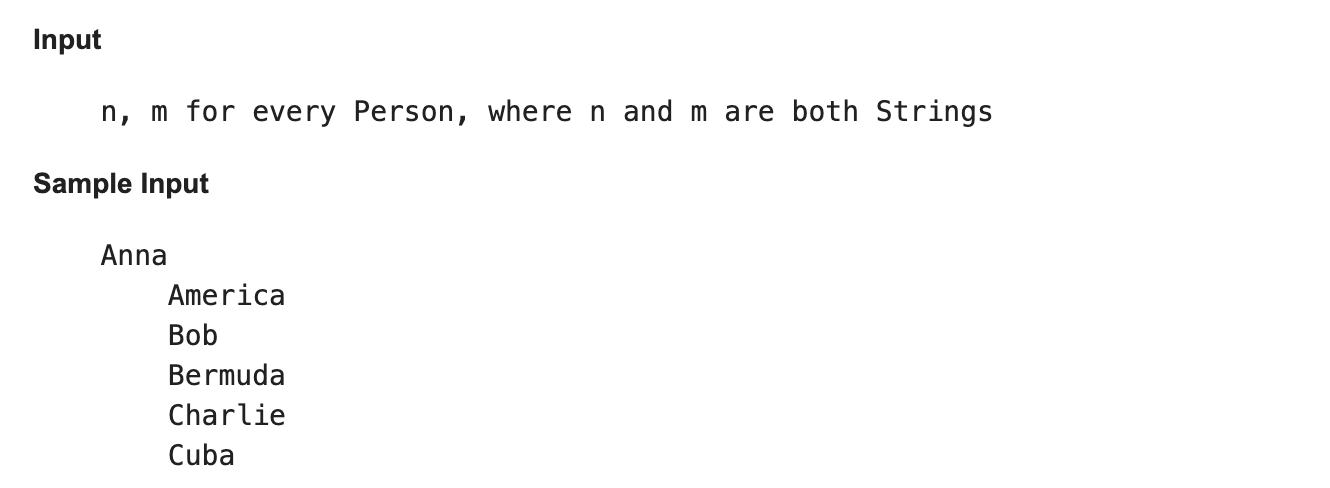 Input
n, m for every Person, where n and m are both Strings
Sample Input
Anna
America
Bob
Bermuda
Charlie
Cuba